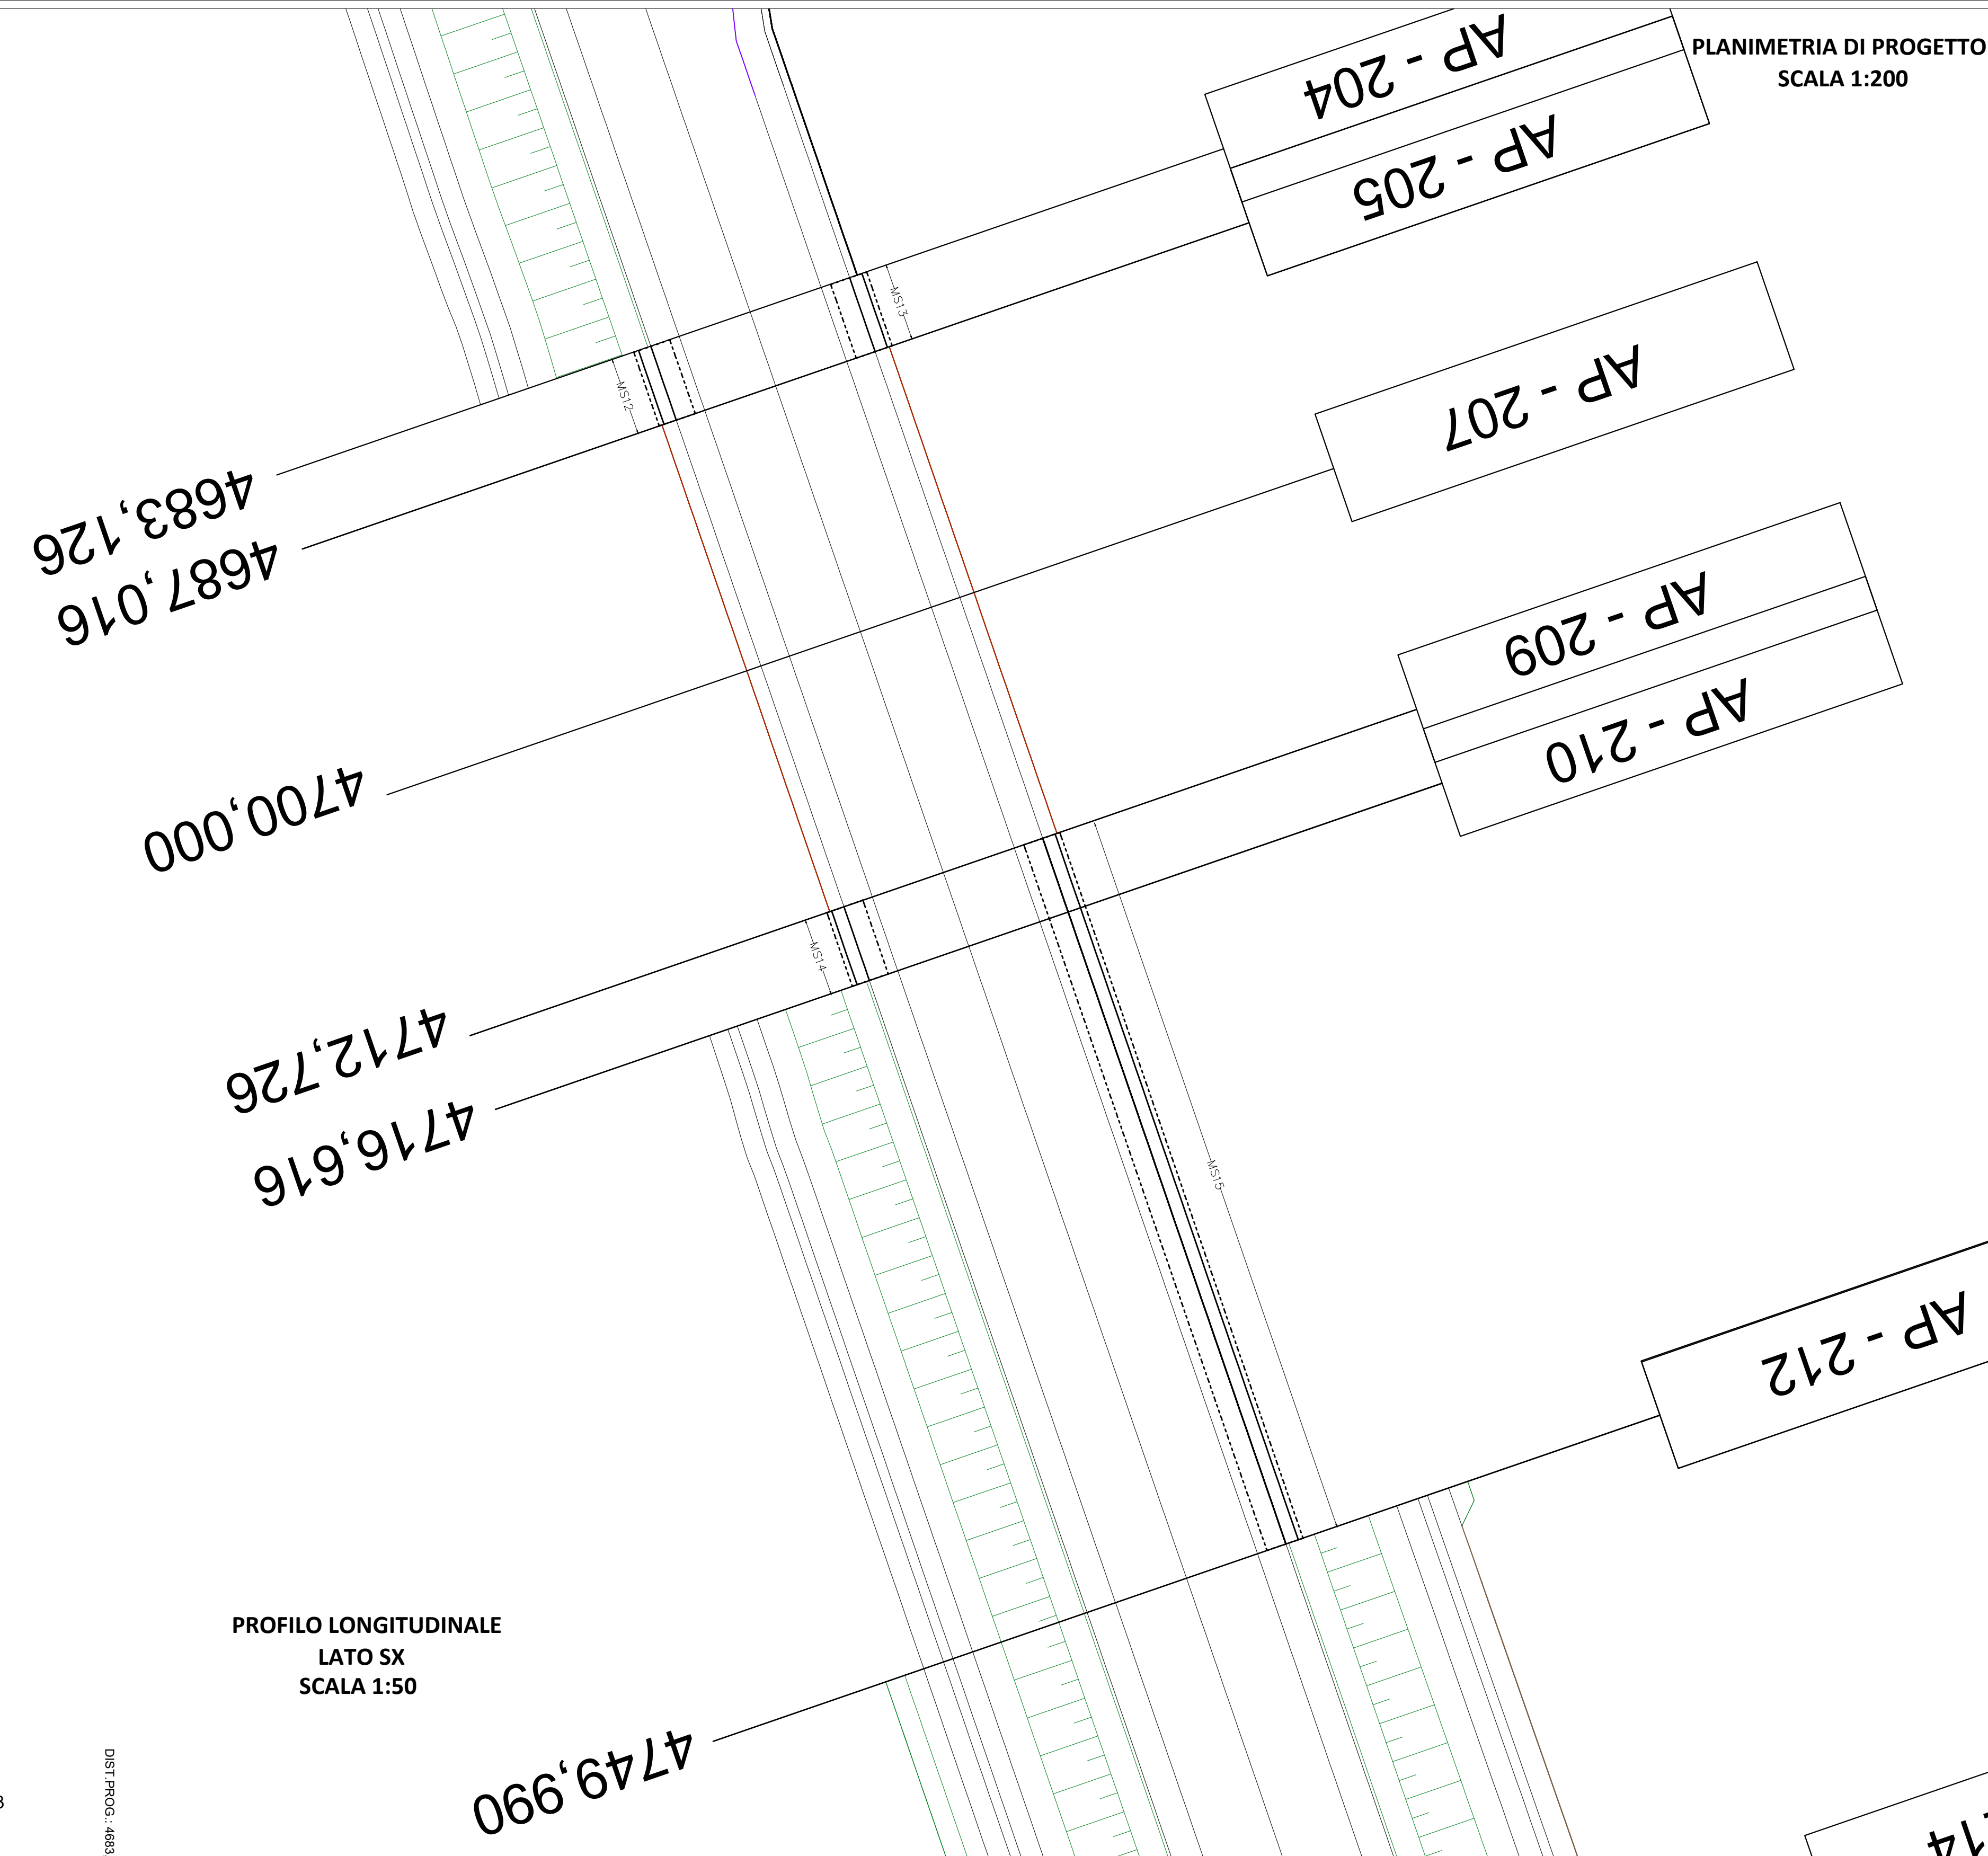 PLANIMETRIA DI PROGETTO
SCALA 1:200
AP - 204
AP - 205
AP - 207
AP - 209
AP - 210
AP - 212
MS13
MS12
MS14
MS15
4683,126
4687,016
4700,000
4712,726
4716,616
4749,990
PROFILO LONGITUDINALE
LATO SX
SCALA 1:50
DIST.PROG.: 4683